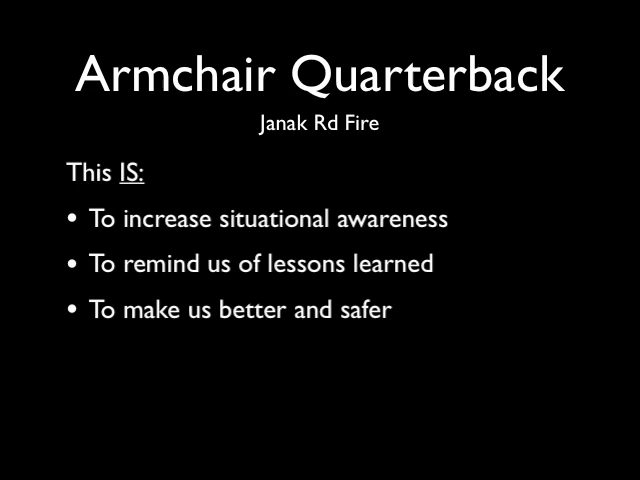 Armchair Quarterback
Janak Rd Fire
This IS:
• To increase situational awareness
• To remind us of lessons learned
• To make us better and safer